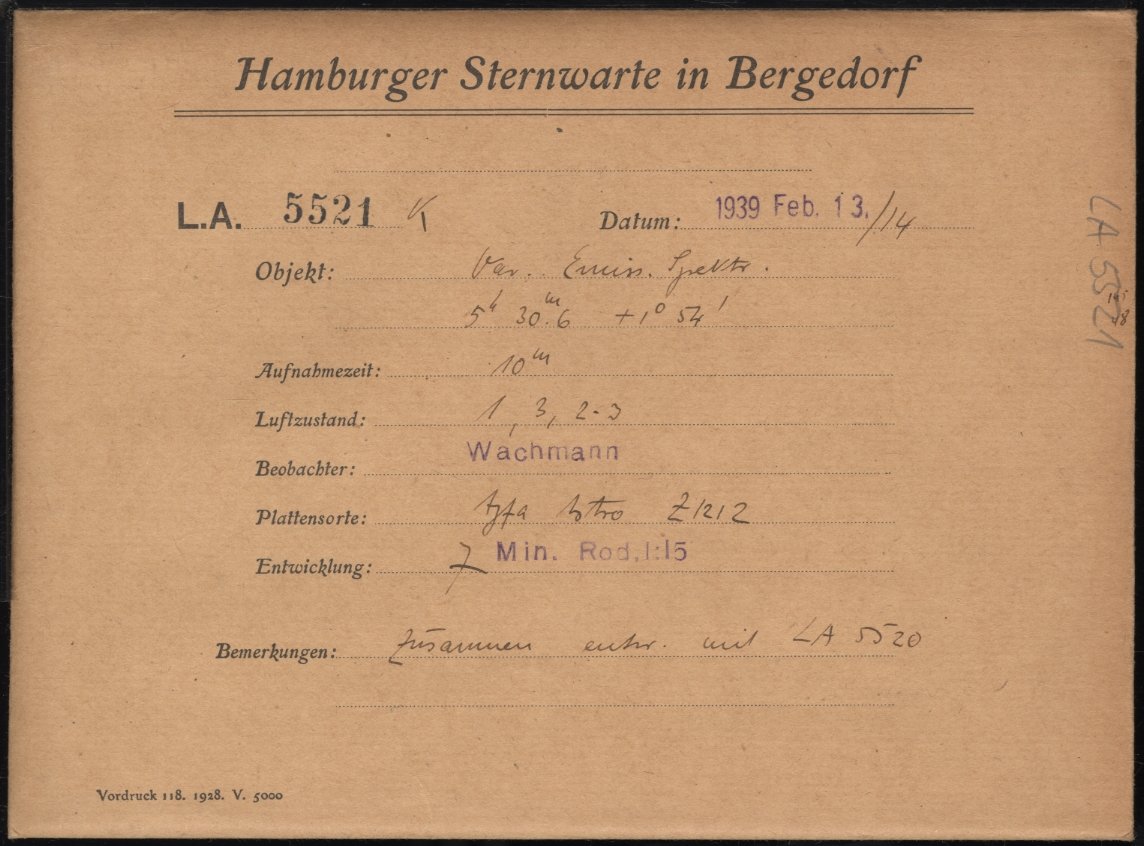 Hamburger Sternwarte in Bergedorf
L.A. 5521 K Datum: 1939 Feb. 13./14
Objekt: Var. Emiss. Spektr.
5h 30m.6 +1° 54'
Aufnahmezeit: 10m
Luftzustand: 1, 3, 2-3
Beobachter: Wachmann
Plattensorte: Agfa Astro Z1212
Entwicklung: 7 Min. Rod. 1:15
Bemerkungen: zusammen entw. mit LA 5520
Vordruck 118. 1928. V. 5000
LA 5521